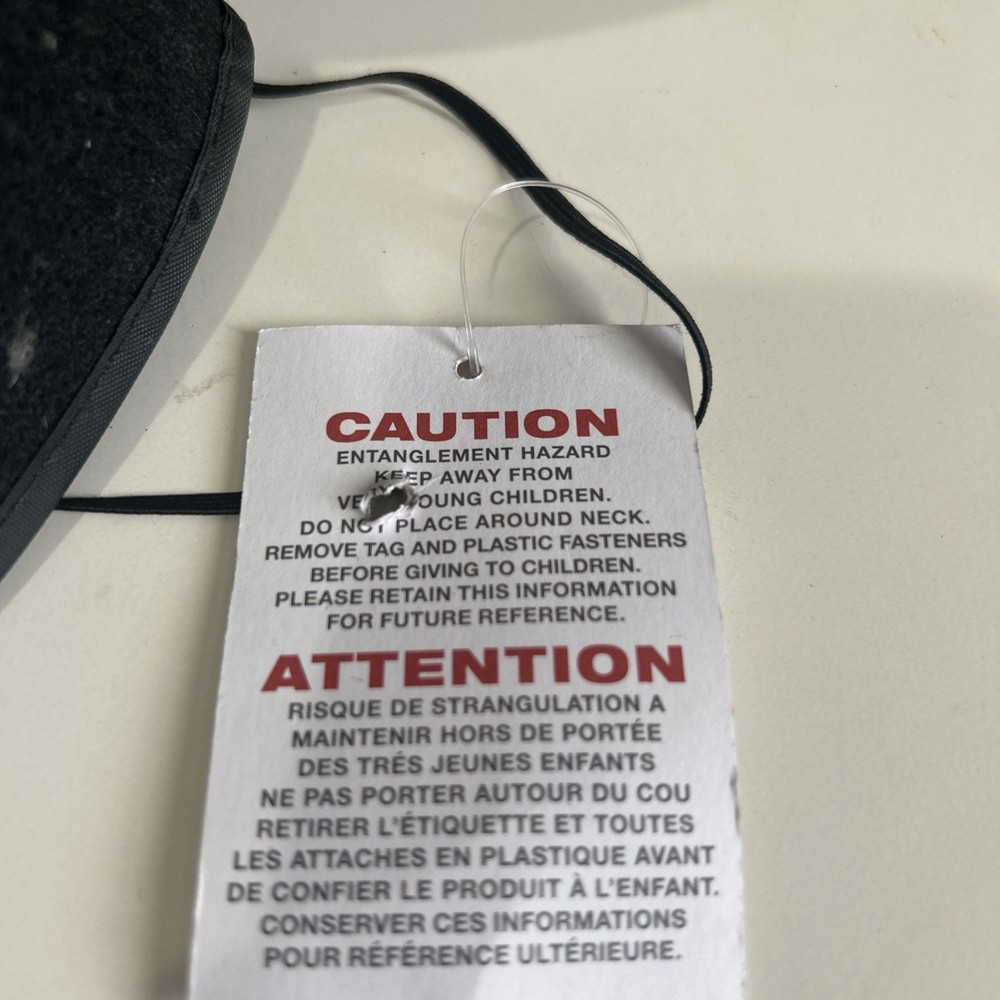 CAUTION
ENTANGLEMENT HAZARD
KEEP AWAY FROM
VERY YOUNG CHILDREN.
DO NOT PLACE AROUND NECK.
REMOVE TAG AND PLASTIC FASTENERS
BEFORE GIVING TO CHILDREN.
PLEASE RETAIN THIS INFORMATION
FOR FUTURE REFERENCE.
ATTENTION
RISQUE DE STRANGULATION A
MAINTENIR HORS DE PORTÉE
DES TRÉS JEUNES ENFANTS
NE PAS PORTER AUTOUR DU COU
RETIRER L'ÉTIQUETTE ET TOUTES
LES ATTACHES EN PLASTIQUE AVANT
DE CONFIER LE PRODUIT À L'ENFANT.
CONSERVER CES INFORMATIONS
POUR RÉFÉRENCE ULTÉRIEURE.